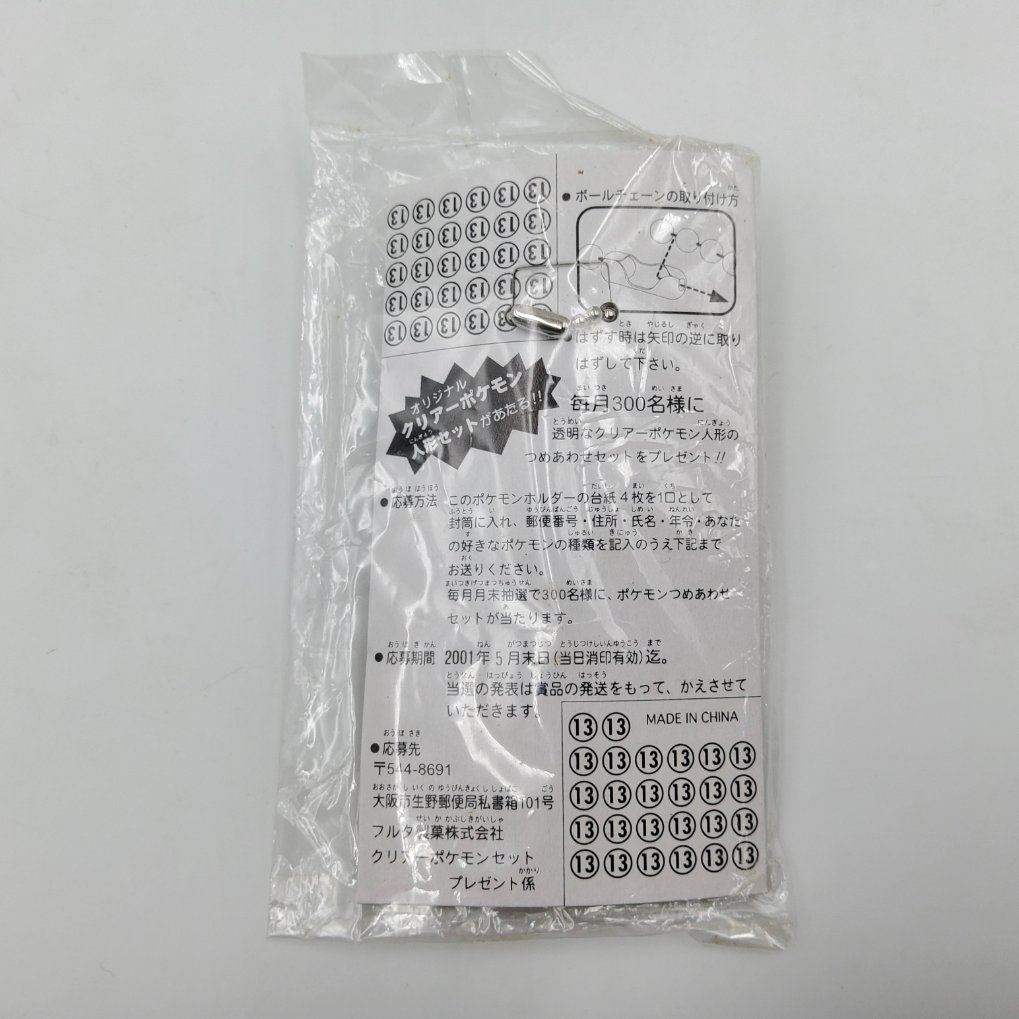 ⑬⑬⑬⑬⑬⑬
⑬⑬⑬⑬⑬⑬
⑬⑬⑬⑬⑬⑬
⑬⑬⑬⑬⑬⑬
⑬⑬⑬⑬⑬⑬
●ボールチェーンの取り付け方
●はずす時は矢印の逆に取り
はずして下さい。
オリジナル
クリアーポケモン
人形セットがあたる!!
毎月300名様に
透明なクリアーポケモン人形の
つめあわせセットをプレゼント!!
●応募方法 このポケモンホルダーの台紙4枚を1口として
封筒に入れ、郵便番号・住所・氏名・年令・あなた
の好きなポケモンの種類を記入のうえ下記まで
お送りください。
毎月月末抽選で300名様に、ポケモンつめあわせ
セットが当たります。
●応募期間 2001年5月末日(当日消印有効)迄。
当選の発表は賞品の発送をもって、かえさせて
いただきます。
●応募先
〒544-8691
大阪市生野郵便局私書箱101号
フルタ製菓株式会社
クリアーポケモンセット
プレゼント係
⑬⑬ MADE IN CHINA
⑬⑬⑬⑬⑬⑬
⑬⑬⑬⑬⑬⑬
⑬⑬⑬⑬⑬⑬
⑬⑬⑬⑬⑬⑬